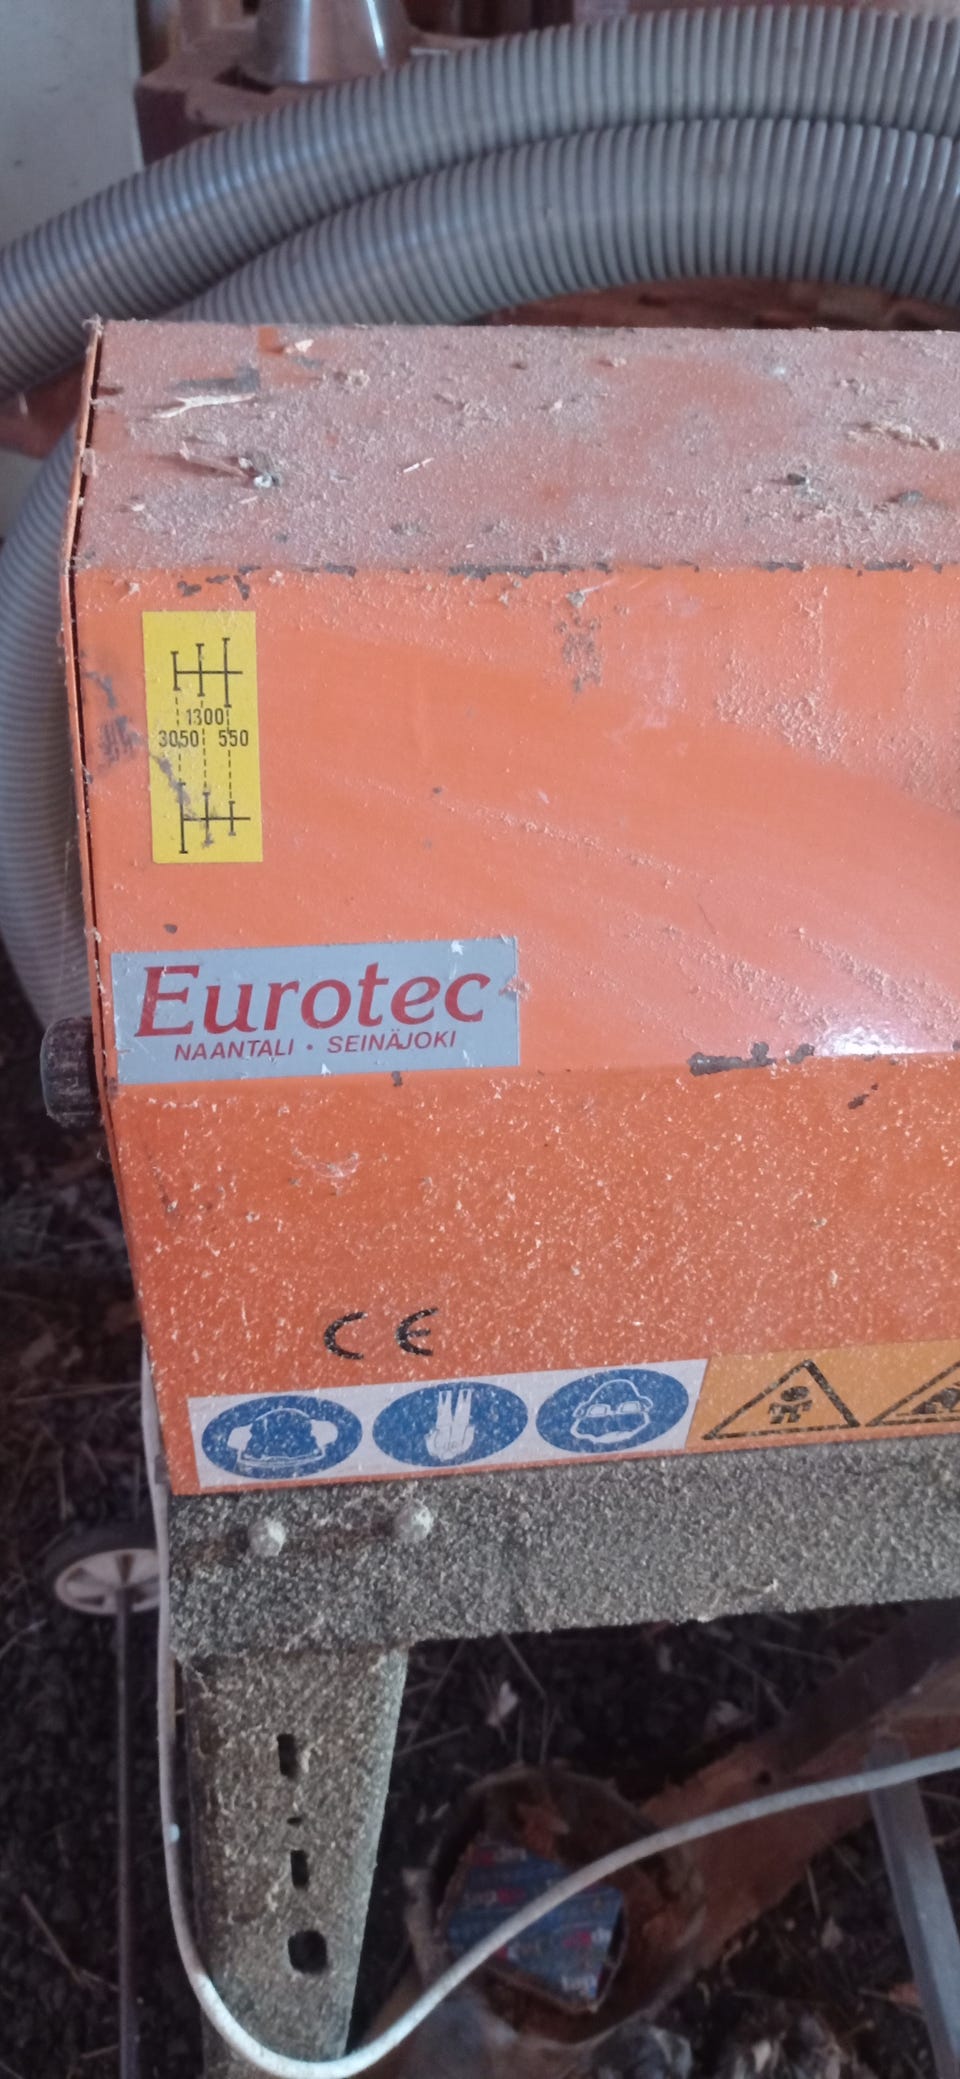 1300
3050 550
Eurotec
NAANTALI • SEINÄJOKI
CE